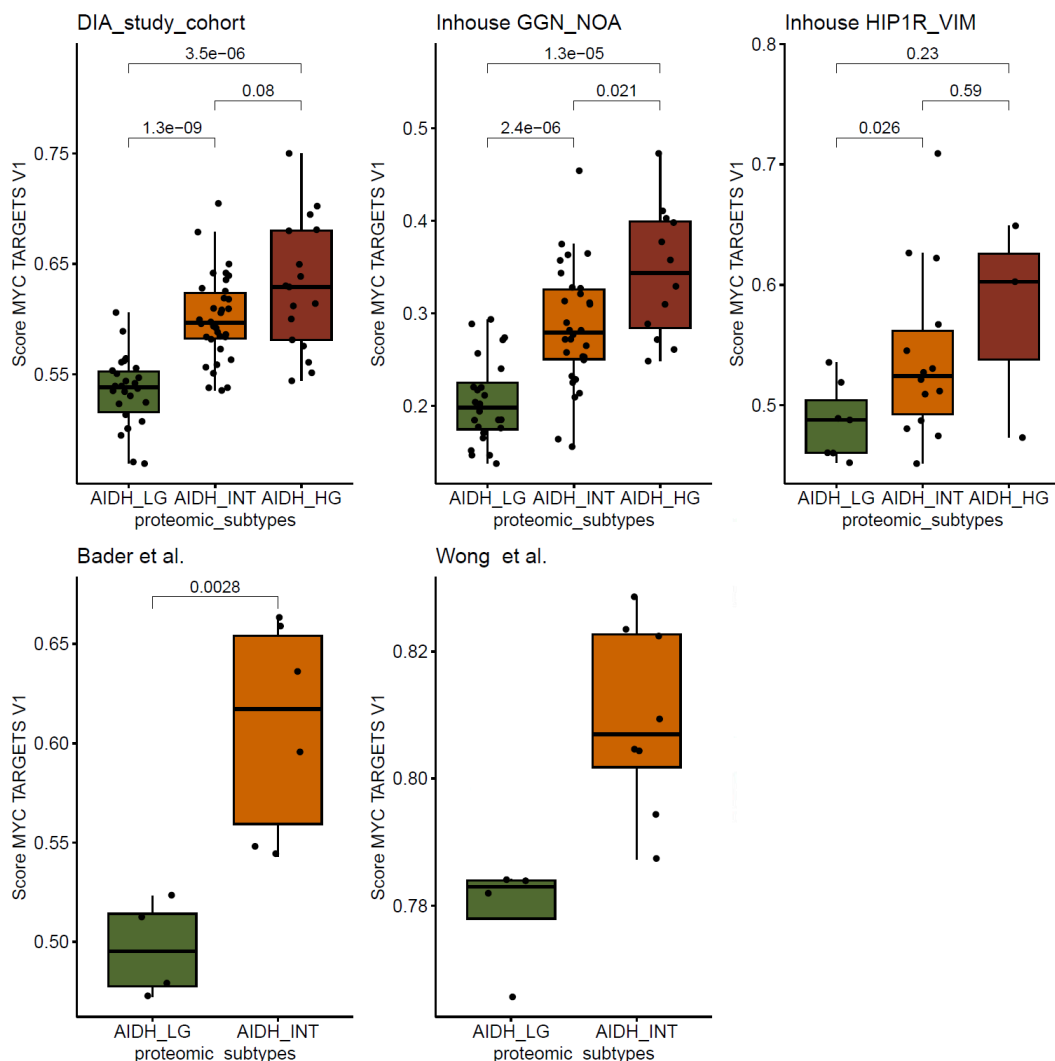 DIA_study_cohort
3.5e−06
0.08
1.3e−09
0.75
0.65
0.55
Score MYC TARGETS V1
AIDH_LG AIDH_INT AIDH_HG
proteomic_subtypes
Inhouse GGN_NOA
1.3e−05
0.021
2.4e−06
0.5
0.4
0.3
0.2
Score MYC TARGETS V1
AIDH_LG AIDH_INT AIDH_HG
proteomic_subtypes
Inhouse HIP1R_VIM
0.8
0.23
0.59
0.026
0.7
0.6
0.5
Score MYC TARGETS V1
AIDH_LG AIDH_INT AIDH_HG
proteomic_subtypes
Bader et al.
0.0028
0.65
0.60
0.55
0.50
Score MYC TARGETS V1
AIDH_LG AIDH_INT
proteomic subtypes
Wong et al.
0.82
0.80
0.78
Score MYC TARGETS V1
AIDH_LG AIDH_INT
proteomic subtypes